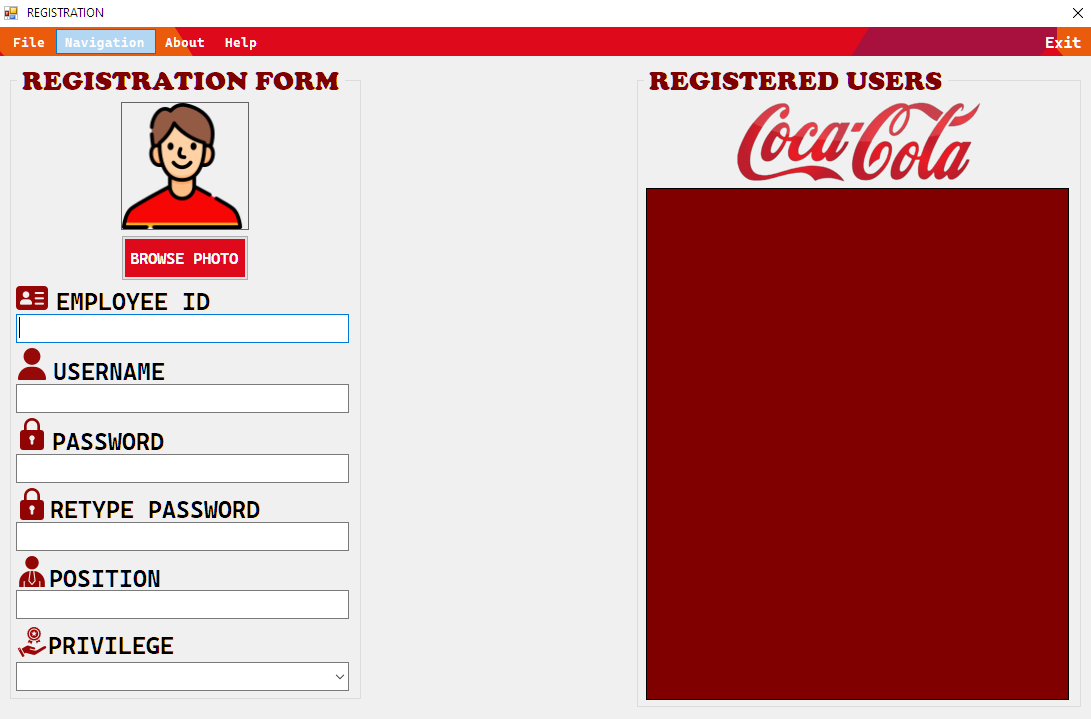 REGISTRATION
File Navigation About Help Exit
REGISTRATION FORM
BROWSE PHOTO
EMPLOYEE ID
USERNAME
PASSWORD
RETYPE PASSWORD
POSITION
PRIVILEGE
REGISTERED USERS
Coca-Cola